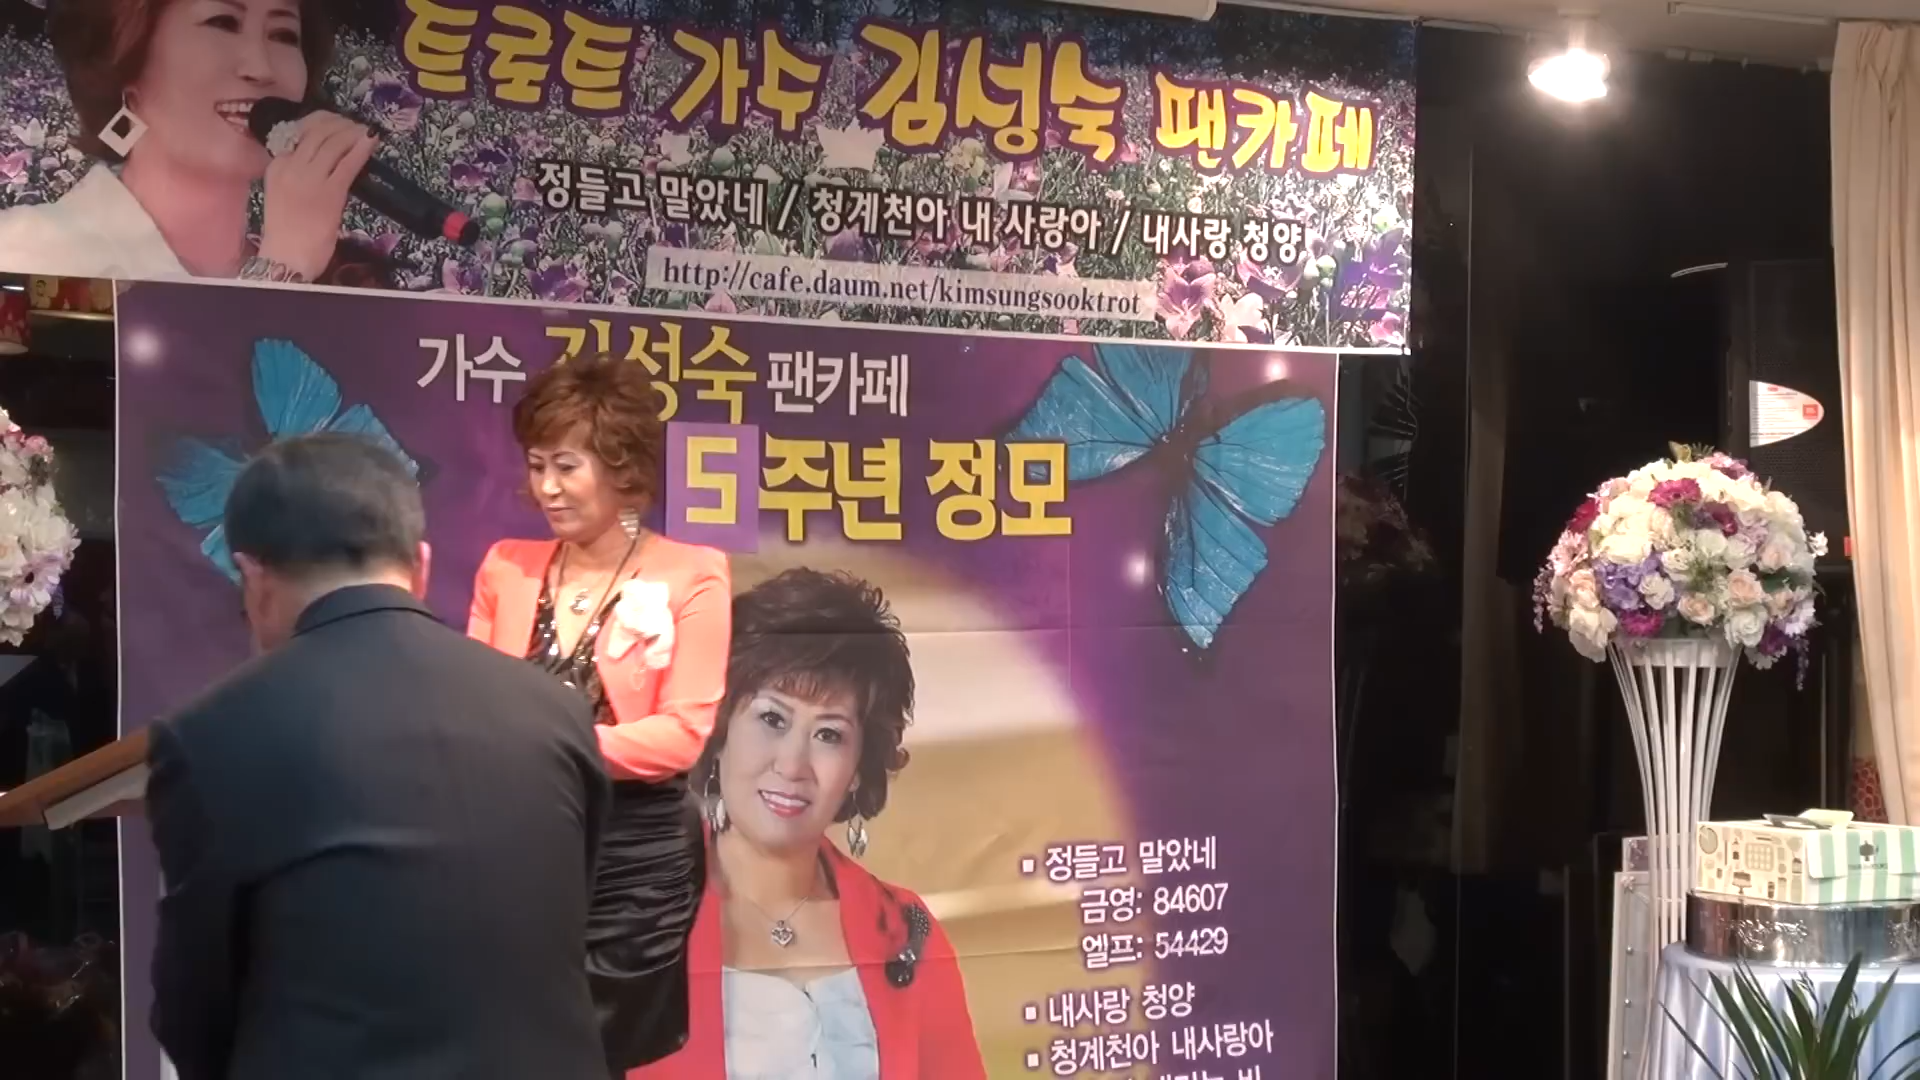 트로트 가수 김성숙 팬카페
정들고 말았네 / 청계천아 내 사랑아 / 내사랑 청양
http://cafe.daum.net/kimsungsooktrot
가수 김성숙 팬카페
5주년 정모
▪ 정들고 말았네
금영: 84607
엘프: 54429
▪ 내사랑 청양
▪ 청계천아 내사랑아